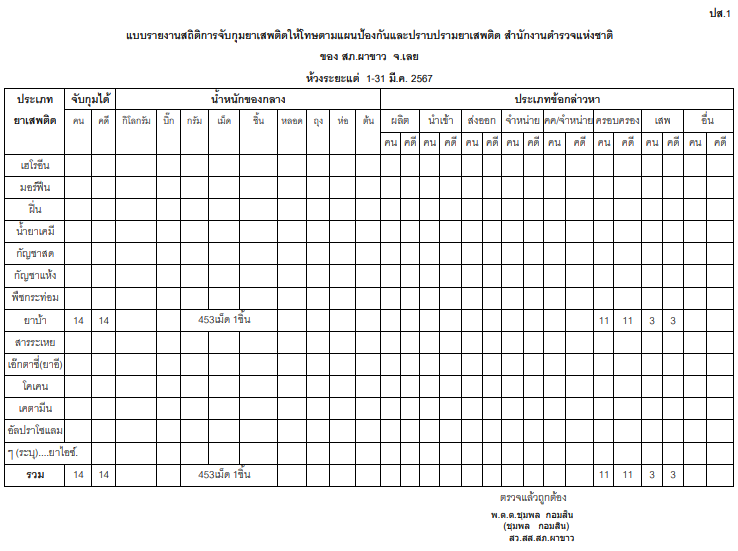 ปส.1
แบบรายงานสถิติการจับกุมยาเสพติดให้โทษตามแผนป้องกันและปราบปรามยาเสพติด สำนักงานตำรวจแห่งชาติ
ของ สภ.ผาขาว จ.เลย
ห้วงระยะแต่ 1-31 มี.ค. 2567
ประเภท จับกุมได้ น้ำหนักของกลาง ประเภทข้อกล่าวหา
ยาเสพติด คน คดี กิโลกรัม บิ๊ก กรัม เม็ด ชิ้น หลอด ถุง ห่อ ต้น ผลิต นำเข้า ส่งออก จำหน่าย คค/จำหน่าย ครอบครอง เสพ อื่น
คน คดี คน คดี คน คดี คน คดี คน คดี คน คดี คน คดี คน คดี
เฮโรอีน
มอร์ฟีน
ฝิ่น
น้ำยาเคมี
กัญชาสด
กัญชาแห้ง
พืชกระท่อม
ยาบ้า 14 14 453เม็ด 1ชิ้น 11 11 3 3
สารระเหย
เอ๊กตาซี่(ยาอี)
โคเคน
เคตามีน
อัลปราโซแลม
ๆ (ระบุ)....ยาไอซ์.
รวม 14 14 453เม็ด 1ชิ้น 11 11 3 3
ตรวจแล้วถูกต้อง
พ.ต.ต.ชุมพล กอมสิน
(ชุมพล กอมสิน)
สว.สส.สภ.ผาขาว